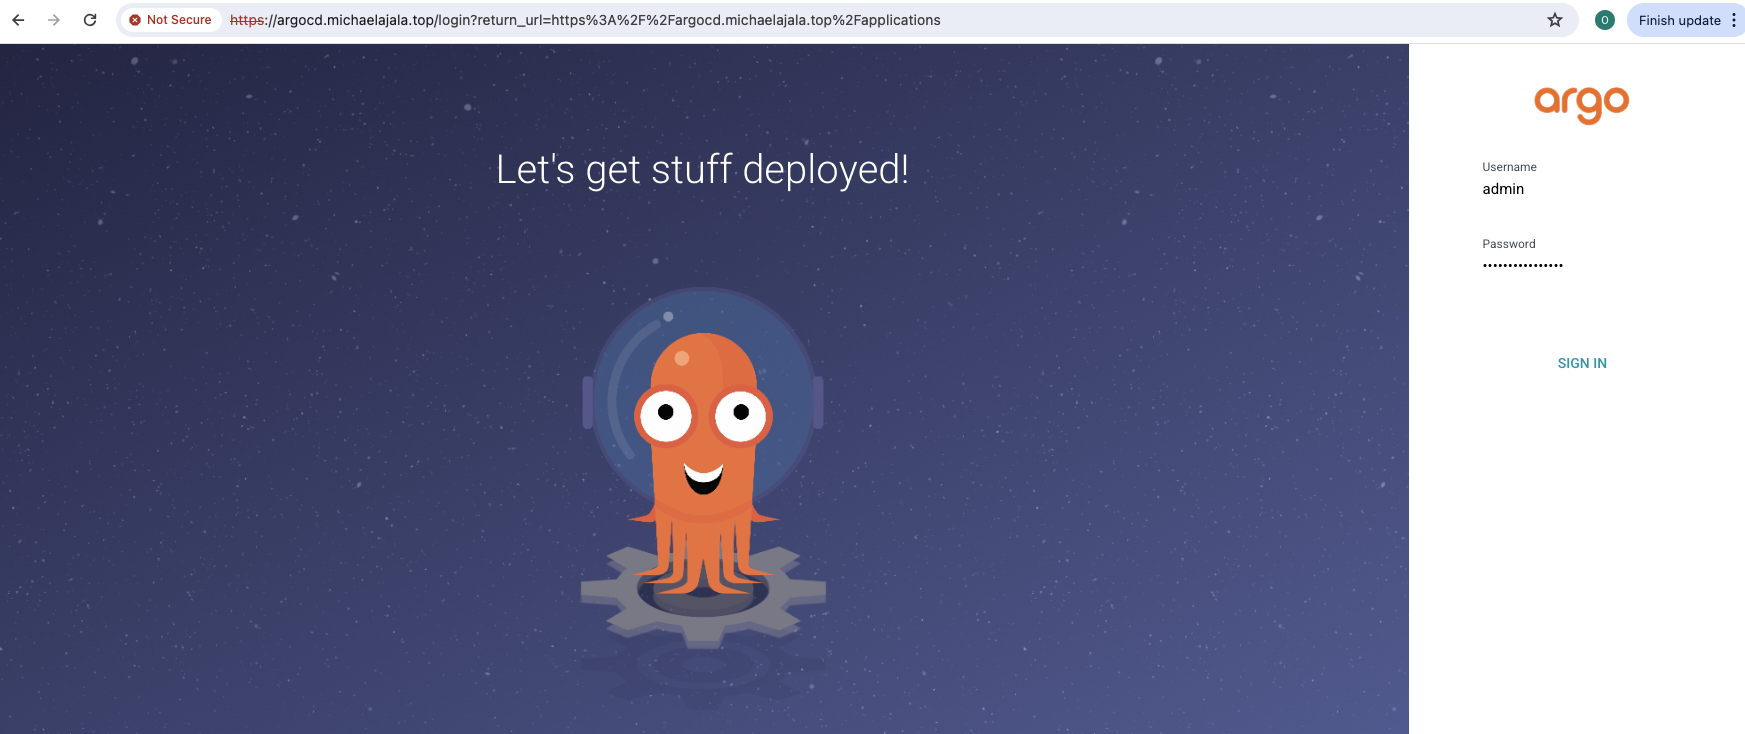 Not Secure https://argocd.michaelajala.top/login?return_url=https%3A%2F%2Fargocd.michaelajala.top%2Fapplications O Finish update
Let's get stuff deployed!
argo
Username
admin
Password
••••••••••••••••
SIGN IN